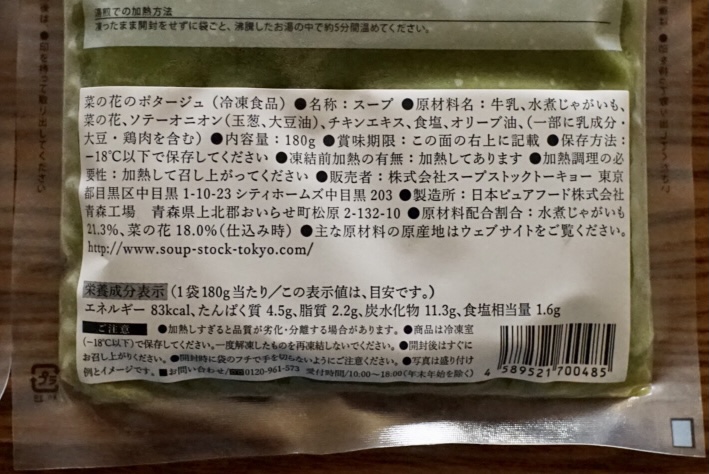 湯煎での加熱方法
凍ったまま開封をせずに袋ごと、沸騰したお湯の中で約5分間温めてください。
菜の花のポタージュ（冷凍食品）●名称：スープ ●原材料名：牛乳、水煮じゃがいも、
菜の花、ソテーオニオン（玉葱、大豆油）、チキンエキス、食塩、オリーブ油、（一部に乳成分・
大豆・鶏肉を含む）●内容量：180g ●賞味期限：この面の右上に記載 ●保存方法：
−18℃以下で保存してください ●凍結前加熱の有無：加熱してあります ●加熱調理の必
要性：加熱して召し上がってください ●販売者：株式会社スープストックトーキョー 東京
都目黒区中目黒 1-10-23 シティホームズ中目黒 203 ●製造所：日本ピュアフード株式会社
青森工場 青森県上北郡おいらせ町松原 2-132-10 ●原材料配合割合：水煮じゃがいも
21.3%、菜の花 18.0%（仕込み時） ●主な原材料の原産地はウェブサイトをご覧ください。
http://www.soup-stock-tokyo.com/
栄養成分表示（1袋180g当たり／この表示値は、目安です。）
エネルギー 83kcal、たんぱく質 4.5g、脂質 2.2g、炭水化物 11.3g、食塩相当量 1.6g
ご注意 ●加熱しすぎると品質が劣化・分離する場合があります。●商品は冷凍室
（−18℃以下）で保存してください。一度解凍したものを再凍結しないでください。●開封後はすぐに
お召し上がりください。●開封時に袋のフチで手を切らないようにご注意ください。●写真は盛り付け
例とイメージです。■お問い合わせ/0120-961-573 受付時間/10:00〜18:00（年末年始を除く）
4 589521 700485
プラ